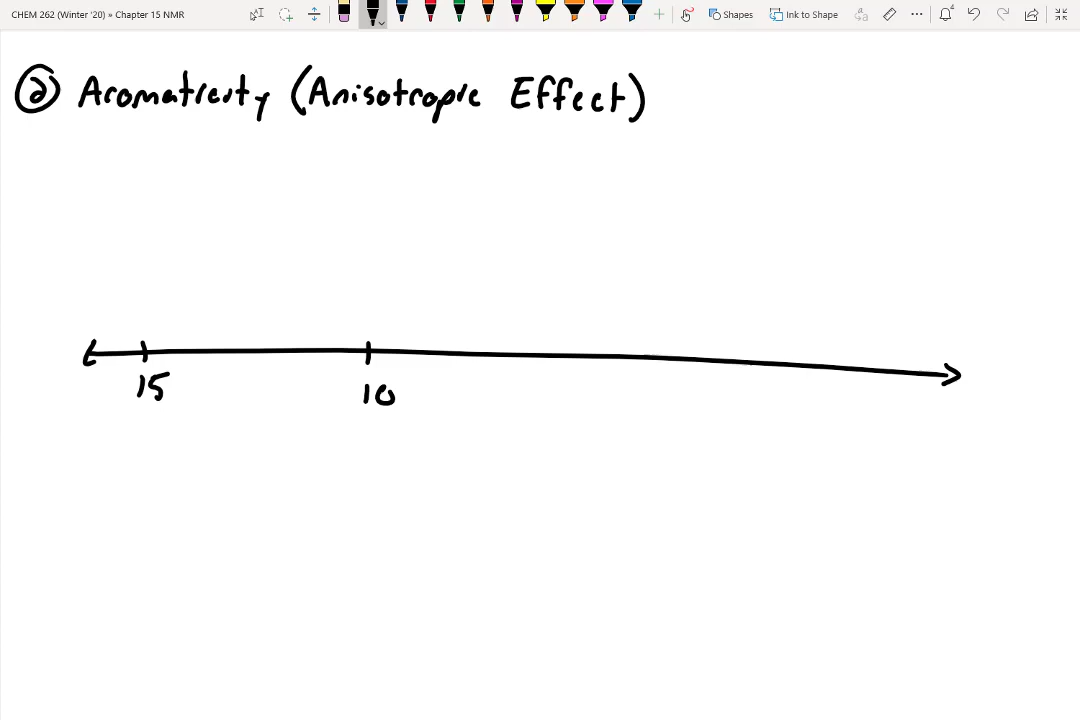 CHEM 262 (Winter '20) » Chapter 15 NMR
Shapes
Ink to Shape
② Aromaticity (Anisotropic Effect)
15
10